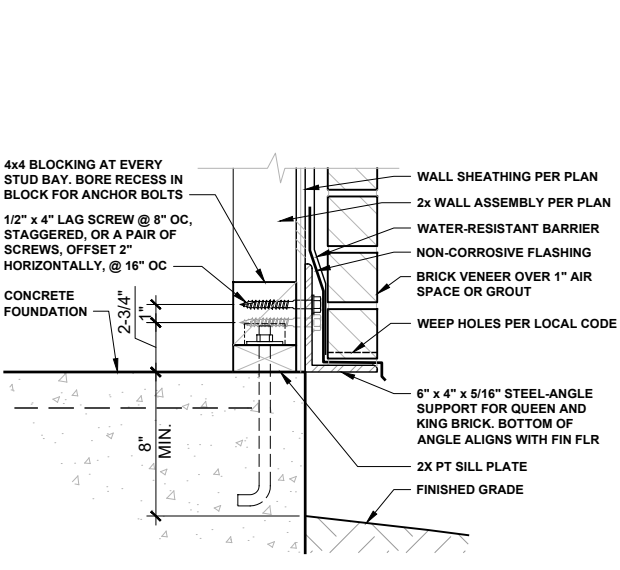 4x4 BLOCKING AT EVERY
STUD BAY. BORE RECESS IN
BLOCK FOR ANCHOR BOLTS
1/2" x 4" LAG SCREW @ 8" OC,
STAGGERED, OR A PAIR OF
SCREWS, OFFSET 2"
HORIZONTALLY, @ 16" OC
CONCRETE
FOUNDATION
2-3/4"
1"
8"
MIN.
WALL SHEATHING PER PLAN
2x WALL ASSEMBLY PER PLAN
WATER-RESISTANT BARRIER
NON-CORROSIVE FLASHING
BRICK VENEER OVER 1" AIR
SPACE OR GROUT
WEEP HOLES PER LOCAL CODE
6" x 4" x 5/16" STEEL-ANGLE
SUPPORT FOR QUEEN AND
KING BRICK. BOTTOM OF
ANGLE ALIGNS WITH FIN FLR
2X PT SILL PLATE
FINISHED GRADE